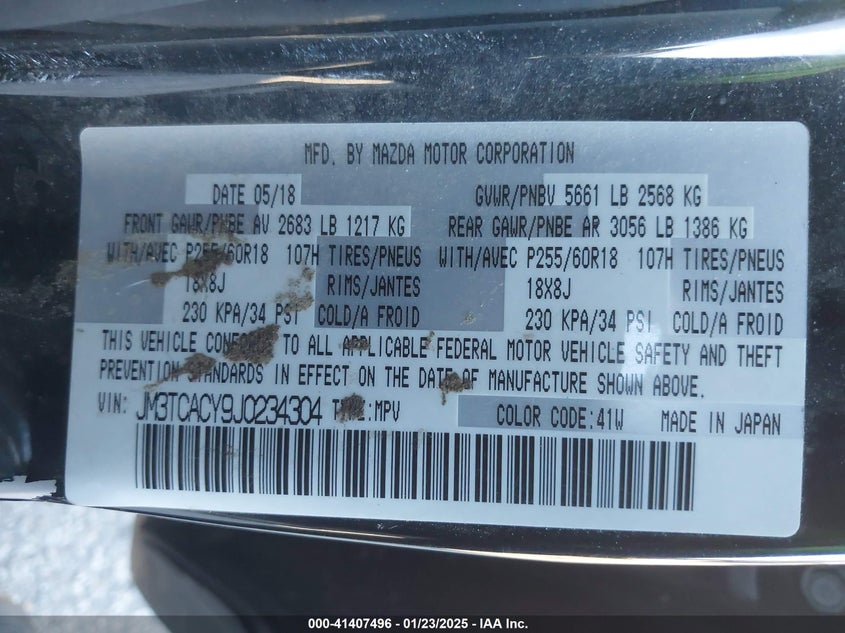 MFD. BY MAZDA MOTOR CORPORATION
DATE 05/18 GVWR/PNBV 5661 LB 2568 KG
FRONT GAWR/PNBE AV 2683 LB 1217 KG REAR GAWR/PNBE AR 3056 LB 1386 KG
WITH/AVEC P255/60R18 107H TIRES/PNEUS WITH/AVEC P255/60R18 107H TIRES/PNEUS
18X8J RIMS/JANTES 18X8J RIMS/JANTES
230 KPA/34 PSI COLD/A FROID 230 KPA/34 PSI COLD/A FROID
THIS VEHICLE CONFORMS TO ALL APPLICABLE FEDERAL MOTOR VEHICLE SAFETY AND THEFT
PREVENTION STANDARDS IN EFFECT ON THE DATE OF MANUFACTURE SHOWN ABOVE.
VIN: JM3TCACY9J0234304 TYPE:MPV COLOR CODE:41W MADE IN JAPAN
000-41407496 - 01/23/2025 - IAA Inc.